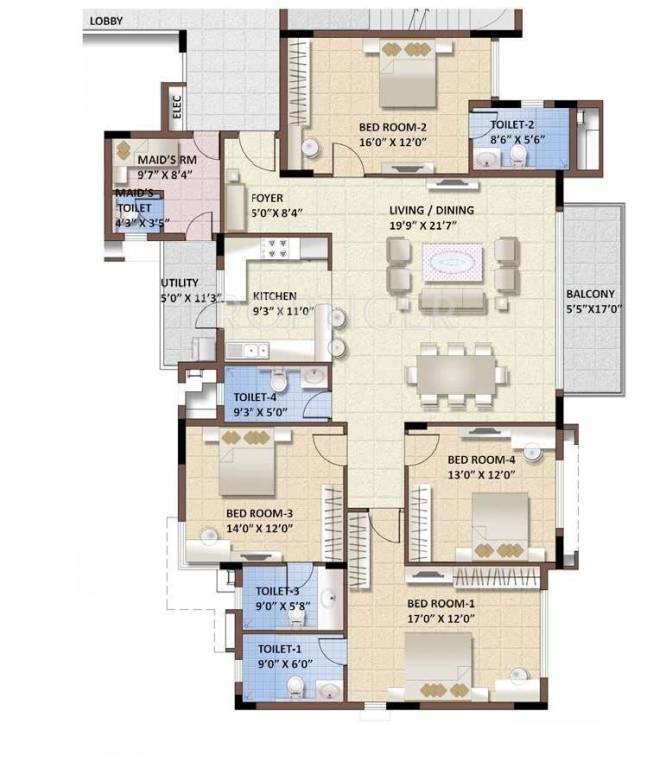 LOBBY
ELEC
BED ROOM-2
16'0" X 12'0"
TOILET-2
8'6" X 5'6"
MAID'S RM
9'7" X 8'4"
MAID'S
TOILET
4'3" X 3'5"
FOYER
5'0" X 8'4"
LIVING / DINING
19'9" X 21'7"
UTILITY
5'0" X 11'3"
KITCHEN
9'3" X 11'0"
BALCONY
5'5"X17'0"
TOILET-4
9'3" X 5'0"
BED ROOM-3
14'0" X 12'0"
BED ROOM-4
13'0" X 12'0"
TOILET-3
9'0" X 5'8"
BED ROOM-1
17'0" X 12'0"
TOILET-1
9'0" X 6'0"